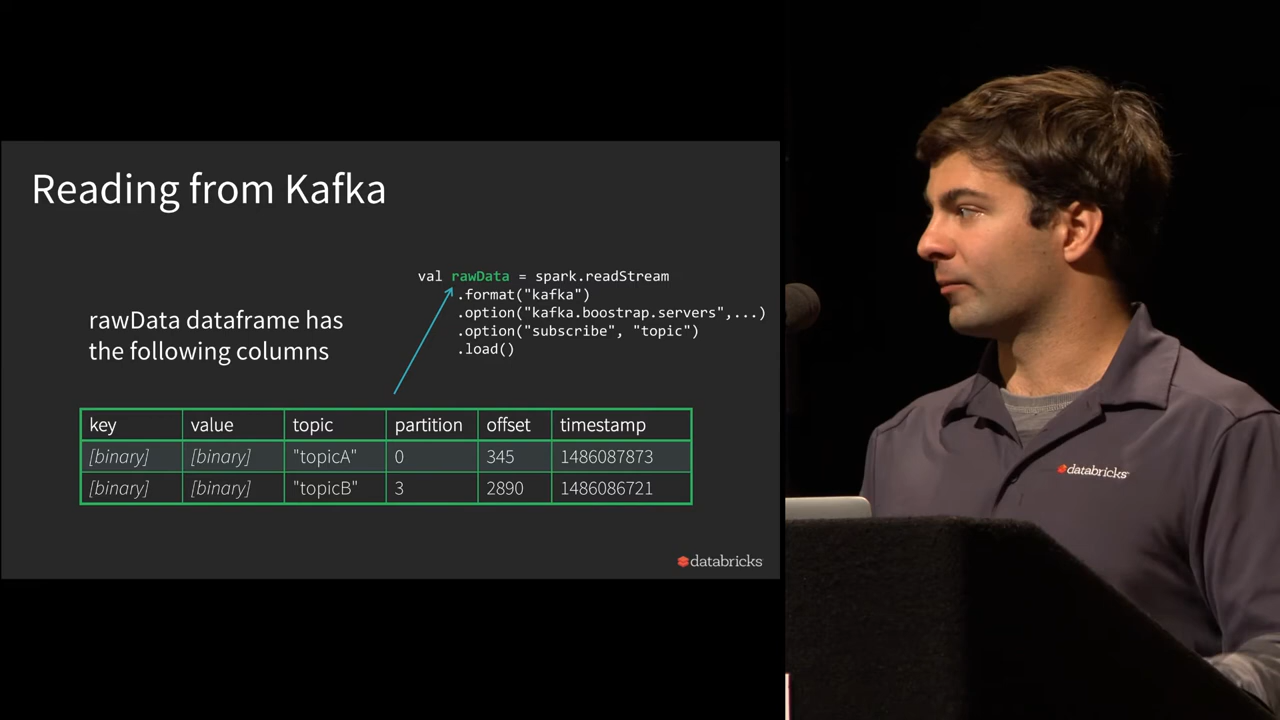 Reading from Kafka
val rawData = spark.readStream
.format("kafka")
.option("kafka.boostrap.servers",...)
.option("subscribe", "topic")
.load()
rawData dataframe has
the following columns
key value topic partition offset timestamp
[binary] [binary] "topicA" 0 345 1486087873
[binary] [binary] "topicB" 3 2890 1486086721
databricks
databricks